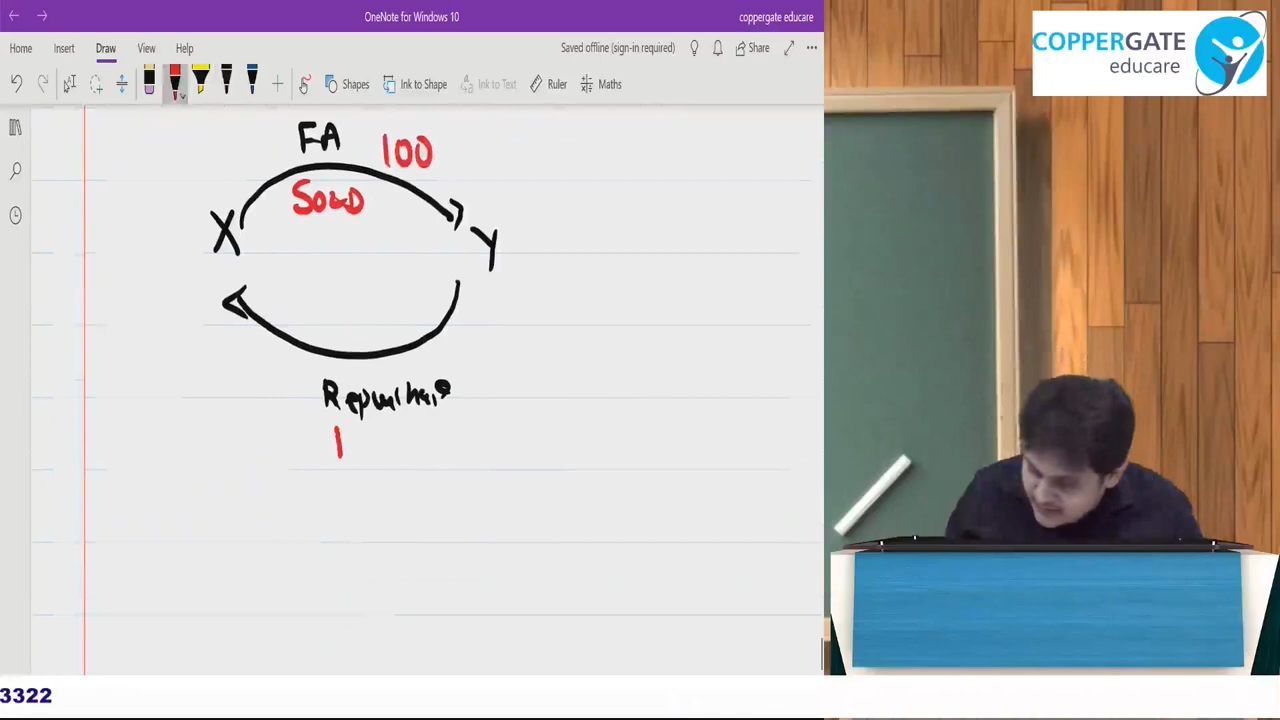 OneNote for Windows 10
coppergate educare
Home Insert Draw View Help
Saved offline (sign-in required)
Share
Shapes
Ink to Shape
Ink to Text
Ruler
Maths
COPPERGATE
educare
FA
100
SOLD
X
Y
1
3322